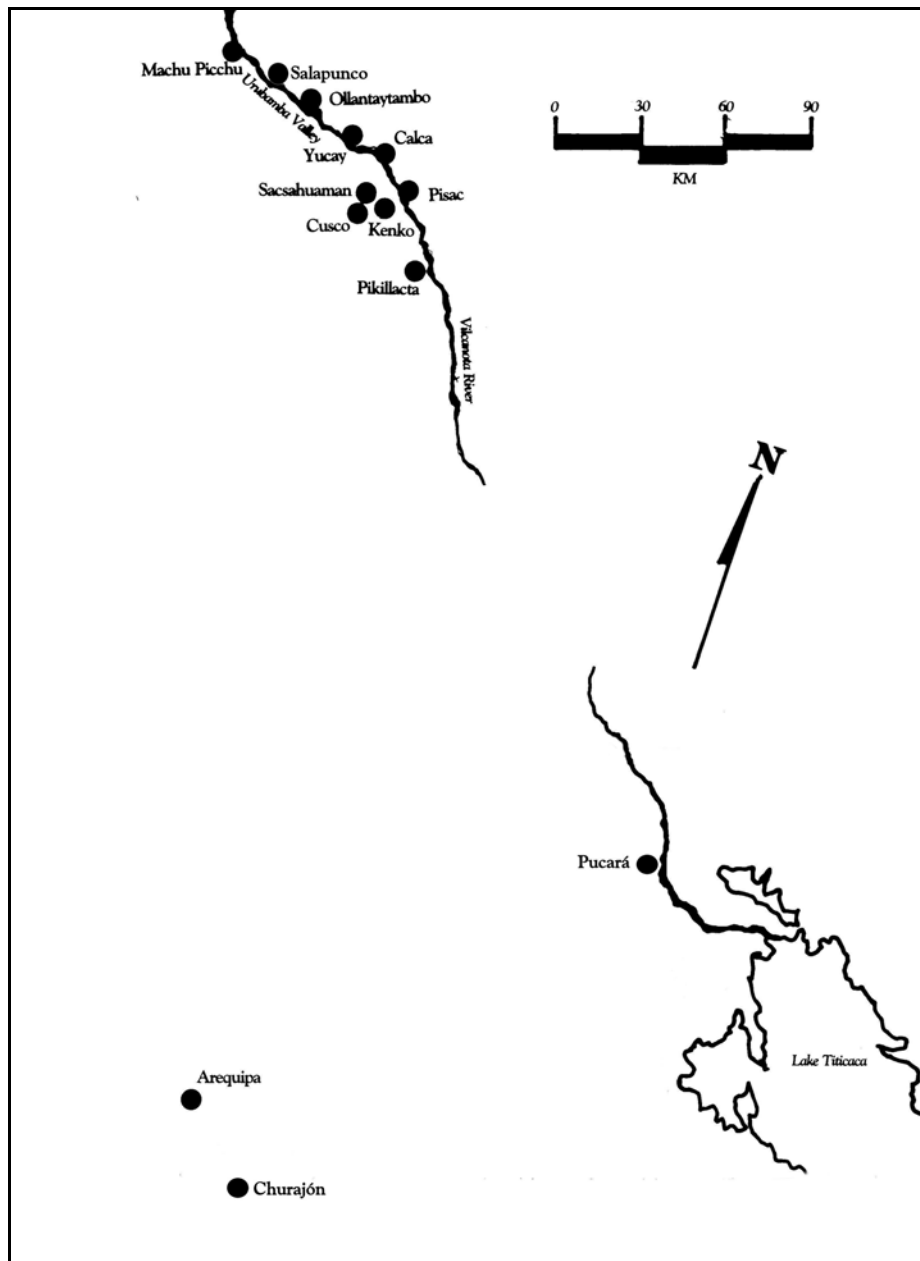 Machu Picchu
Salapunco
Urubamba Valley
Ollantaytambo
Yucay
Calca
Sacsahuaman
Pisac
Cusco
Kenko
Pikillacta
Vilcanota River
0 30 60 90
KM
N
Pucará
Lake Titicaca
Arequipa
Churajón